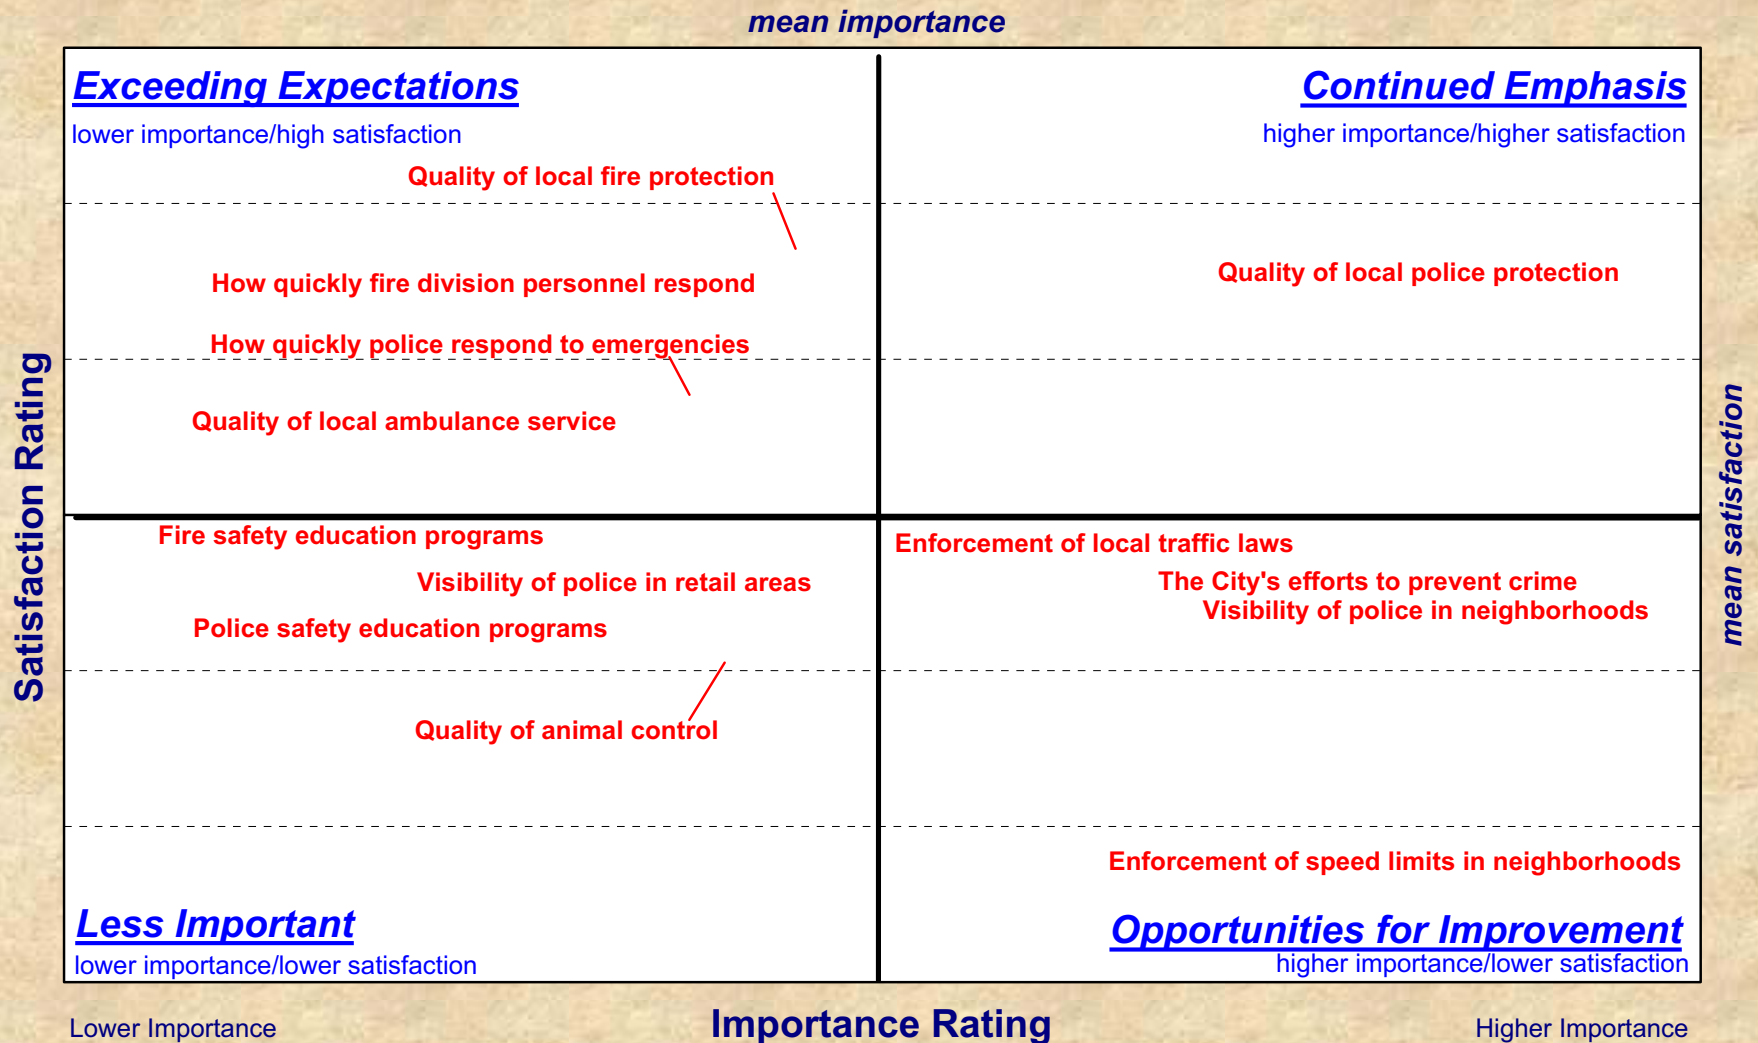 mean importance
Exceeding Expectations
lower importance/high satisfaction
Continued Emphasis
higher importance/higher satisfaction
Quality of local fire protection
How quickly fire division personnel respond
Quality of local police protection
How quickly police respond to emergencies
Quality of local ambulance service
Satisfaction Rating
mean satisfaction
Fire safety education programs
Visibility of police in retail areas
Police safety education programs
Quality of animal control
Enforcement of local traffic laws
The City's efforts to prevent crime
Visibility of police in neighborhoods
Enforcement of speed limits in neighborhoods
Less Important
lower importance/lower satisfaction
Opportunities for Improvement
higher importance/lower satisfaction
Lower Importance
Importance Rating
Higher Importance